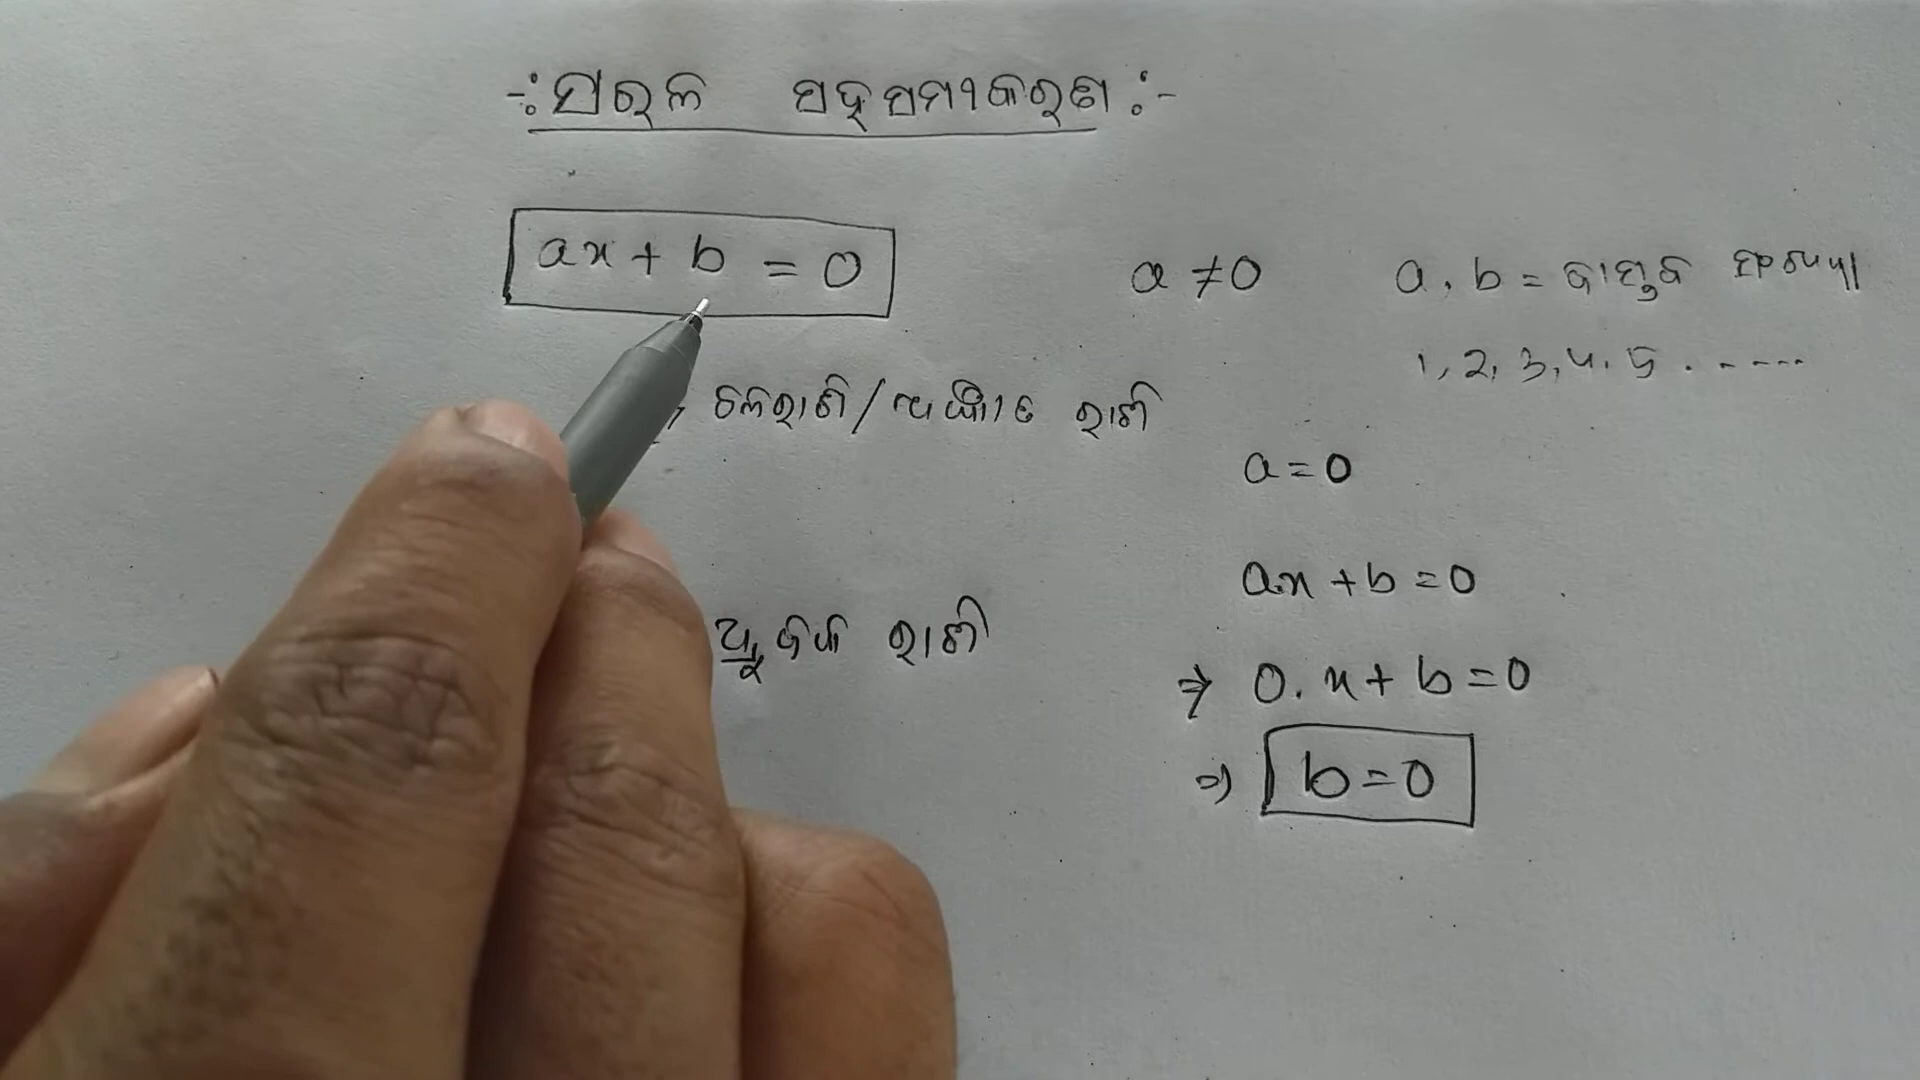 -:ସରଳ ସହସମୀକରଣ:-
ax + b = 0 a ≠ 0 a, b = ବାସ୍ତବ ସଂଖ୍ୟା
1, 2, 3, 4, 5 . - ----
ଚଳରାଶି / ଅଜ୍ଞାତ ରାଶି
a = 0
ax + b = 0
ଧ୍ରୁବକ ରାଶି
⇒ 0. x + b = 0
⇒ b = 0